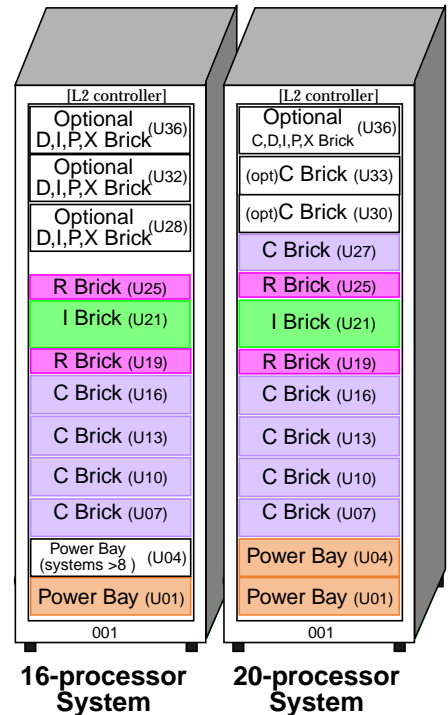 [L2 controller]
Optional
D,I,P,X Brick (U36)
Optional
D,I,P,X Brick (U32)
Optional
D,I,P,X Brick (U28)
R Brick (U25)
I Brick (U21)
R Brick (U19)
C Brick (U16)
C Brick (U13)
C Brick (U10)
C Brick (U07)
Power Bay
(systems >8 ) (U04)
Power Bay (U01)
001
16-processor
System
[L2 controller]
Optional
C,D,I,P,X Brick (U36)
(opt)C Brick (U33)
(opt)C Brick (U30)
C Brick (U27)
R Brick (U25)
I Brick (U21)
R Brick (U19)
C Brick (U16)
C Brick (U13)
C Brick (U10)
C Brick (U07)
Power Bay (U04)
Power Bay (U01)
001
20-processor
System